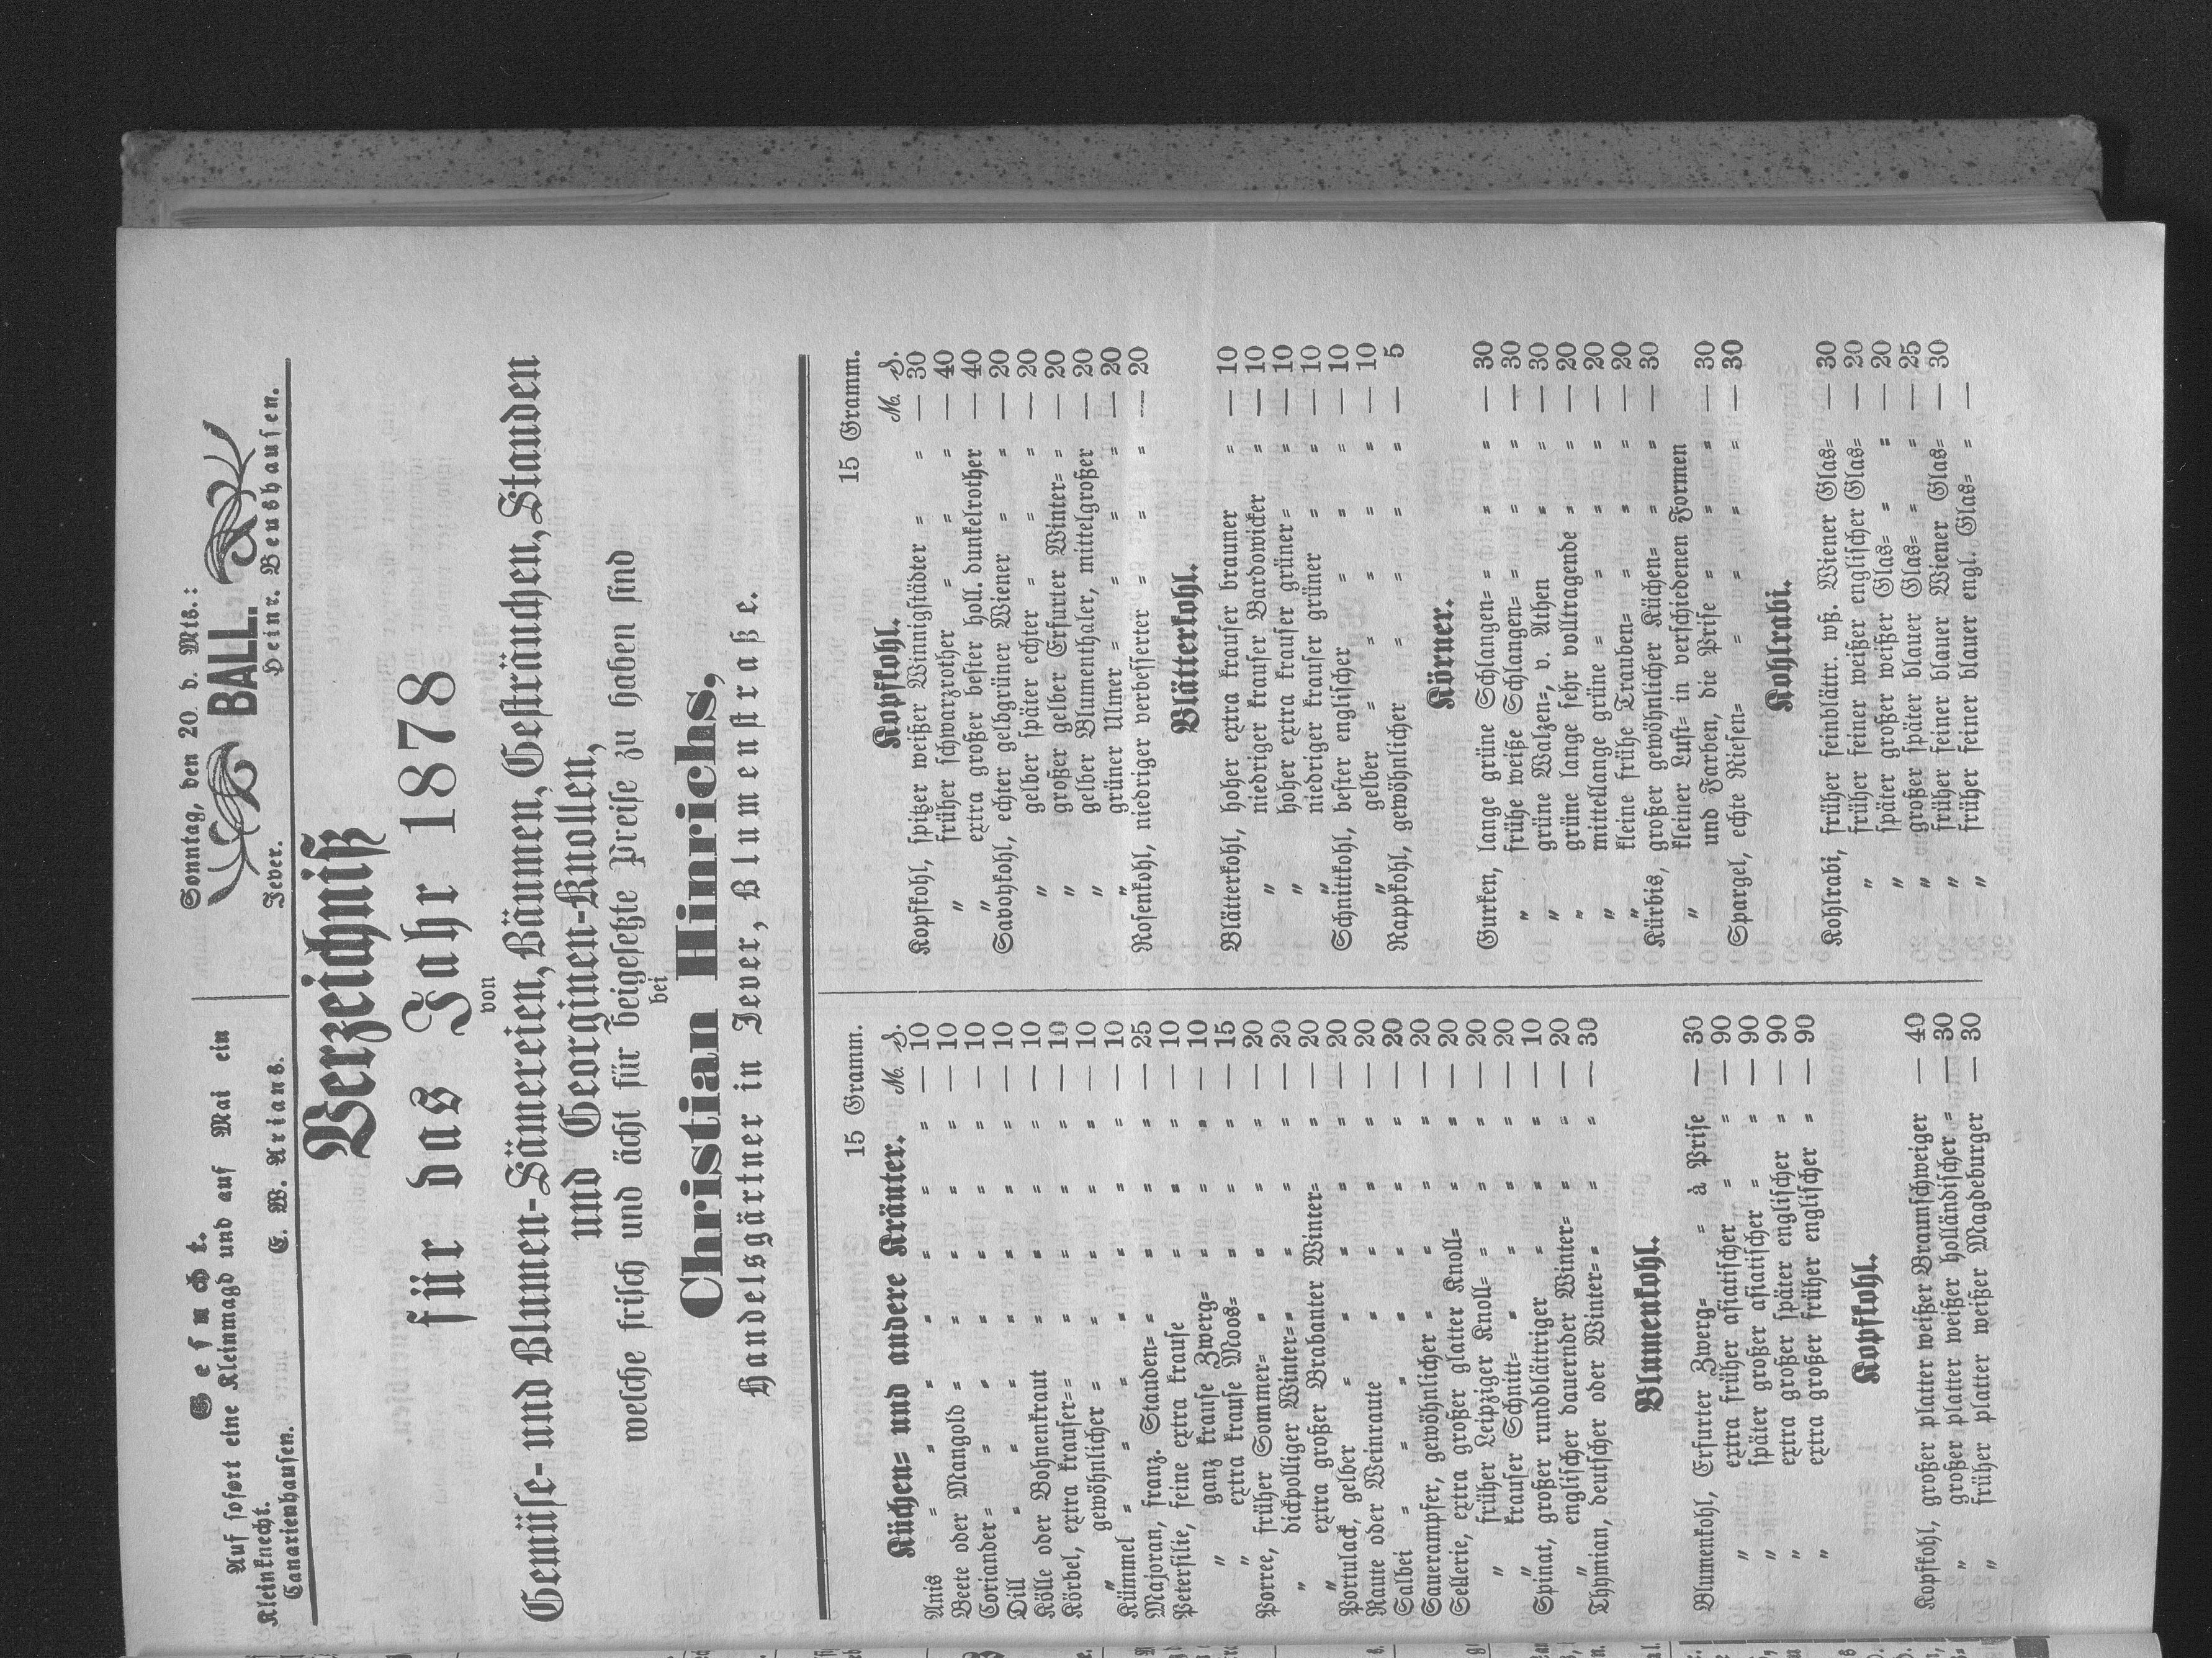 Gesucht.
Auf sofort eine Kleinmagd und auf Mai ein
Kleinknecht. E. W. Arians.
Canarienhausen.
Sonntag, den 20. d. Mts.:
BALL.
Jever. Heinr. Benshausen.
Verzeichniß
für das Jahr 1878
von
Gemüse- und Blumen-Sämereien, Bäumen, Gesträuchen, Stauden
und Georginen-Knollen,
welche frisch und ächt für beigesetzte Preise zu haben sind
bei
Christian Hinrichs,
Handelsgärtner in Jever, Blumenstraße.
15 Gramm.
Küchen= und andere Kräuter. M. ₰.
Anis = = = = = = — 10
Beete oder Mangold = = = = = — 10
Coriander = = = = = = — 10
Dill = = = = = = — 10
Kölle oder Bohnenkraut = = = = — 10
Körbel, extra krauser = = = = = — 10
„ gewöhnlicher = = = = = — 10
Kümmel = = = = = = — 10
Majoran, franz. Stauden= = = = = — 25
Petersilie, feine extra krause = = = — 10
„ ganz krause Zwerg= = = = — 10
„ extra krause Moos= = = = — 15
Porree, früher Sommer= = = = = — 20
„ dickpolliger Winter= = = = = — 20
„ extra großer Brabanter Winter= = — 20
Portulack, gelber = = = = = — 20
Raute oder Weinraute = = = = — 20
Salbei = = = = = = — 20
Sauerampfer, gewöhnlicher = = = = — 20
Sellerie, extra großer glatter Knoll= = = — 20
„ früher Leipziger Knoll= = = = — 20
„ krauser Schnitt= = = = = — 20
Spinat, großer rundblättriger = = = — 10
„ englischer dauernder Winter= = = — 20
Thymian, deutscher oder Winter= = = = — 30
Blumenkohl.
Blumenkohl, Erfurter Zwerg= = à Prise — 30
„ extra früher asiatischer = = — 90
„ später großer asiatischer = = — 90
„ extra großer später englischer = — 90
„ extra großer früher englischer = — 90
Kopfkohl.
Kopfkohl, großer platter weißer Braunschweiger — 40
„ großer platter weißer holländischer = — 30
„ früher platter weißer Magdeburger — 30
15 Gramm.
Kopfkohl. M. ₰.
Kopfkohl, spitzer weißer Winnigstädter = = — 30
„ früher schwarzrother = = = — 40
„ extra großer bester holl. dunkelrother — 40
Savohkohl, echter gelbgrüner Wiener = = — 20
„ gelber später echter = = = — 20
„ großer gelber Erfurter Winter= = — 20
„ gelber Blumenthaler, mittelgroßer — 20
„ grüner Ulmer = = = = — 20
Rosenkohl, niedriger verbesserter = = = — 20
Blätterkohl.
Blätterkohl, hoher extra krauser brauner = — 10
„ niedriger krauser Bardowicker — 10
„ hoher extra krauser grüner = = — 10
„ niedriger krauser grüner = = — 10
Schnittkohl, bester englischer = = = — 10
„ gelber = = = = — 10
Rappkohl, gewöhnlicher = = = = — 5
Körner.
Gurken, lange grüne Schlangen= = = = — 30
„ frühe weiße Schlangen= = = = — 30
„ grüne Walzen=, v. Athen = = — 30
„ grüne lange sehr volltragende = = — 20
„ mittellange grüne = = = = — 20
„ kleine frühe Trauben= = = = — 20
Kürbis, großer gewöhnlicher Küchen= = = — 30
„ kleiner Lust= in verschiedenen Formen
und Farben, die Prise = = = — 30
Spargel, echte Riesen= = = = = — 30
Kohlrabi.
Kohlrabi, früher feinblättr. wß. Wiener Glas= — 30
„ früher feiner weißer englischer Glas= — 20
„ später großer weißer Glas= = = — 20
„ großer später blauer Glas= = = — 25
„ früher feiner blauer Wiener Glas= — 30
„ früher feiner blauer engl. Glas= = —